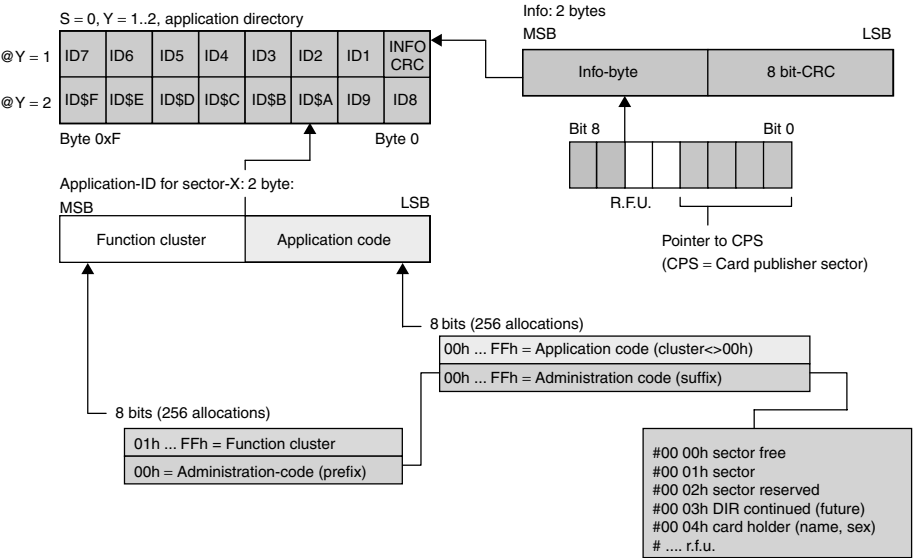 S = 0, Y = 1..2, application directory
@Y = 1 ID7 ID6 ID5 ID4 ID3 ID2 ID1 INFO CRC
@Y = 2 ID$F ID$E ID$D ID$C ID$B ID$A ID9 ID8
Byte 0xF Byte 0
Info: 2 bytes
MSB LSB
Info-byte 8 bit-CRC
Bit 8 Bit 0
R.F.U.
Pointer to CPS
(CPS = Card publisher sector)
Application-ID for sector-X: 2 byte:
MSB LSB
Function cluster Application code
8 bits (256 allocations)
00h ... FFh = Application code (cluster<>00h)
00h ... FFh = Administration code (suffix)
8 bits (256 allocations)
01h ... FFh = Function cluster
00h = Administration-code (prefix)
#00 00h sector free
#00 01h sector
#00 02h sector reserved
#00 03h DIR continued (future)
#00 04h card holder (name, sex)
# .... r.f.u.